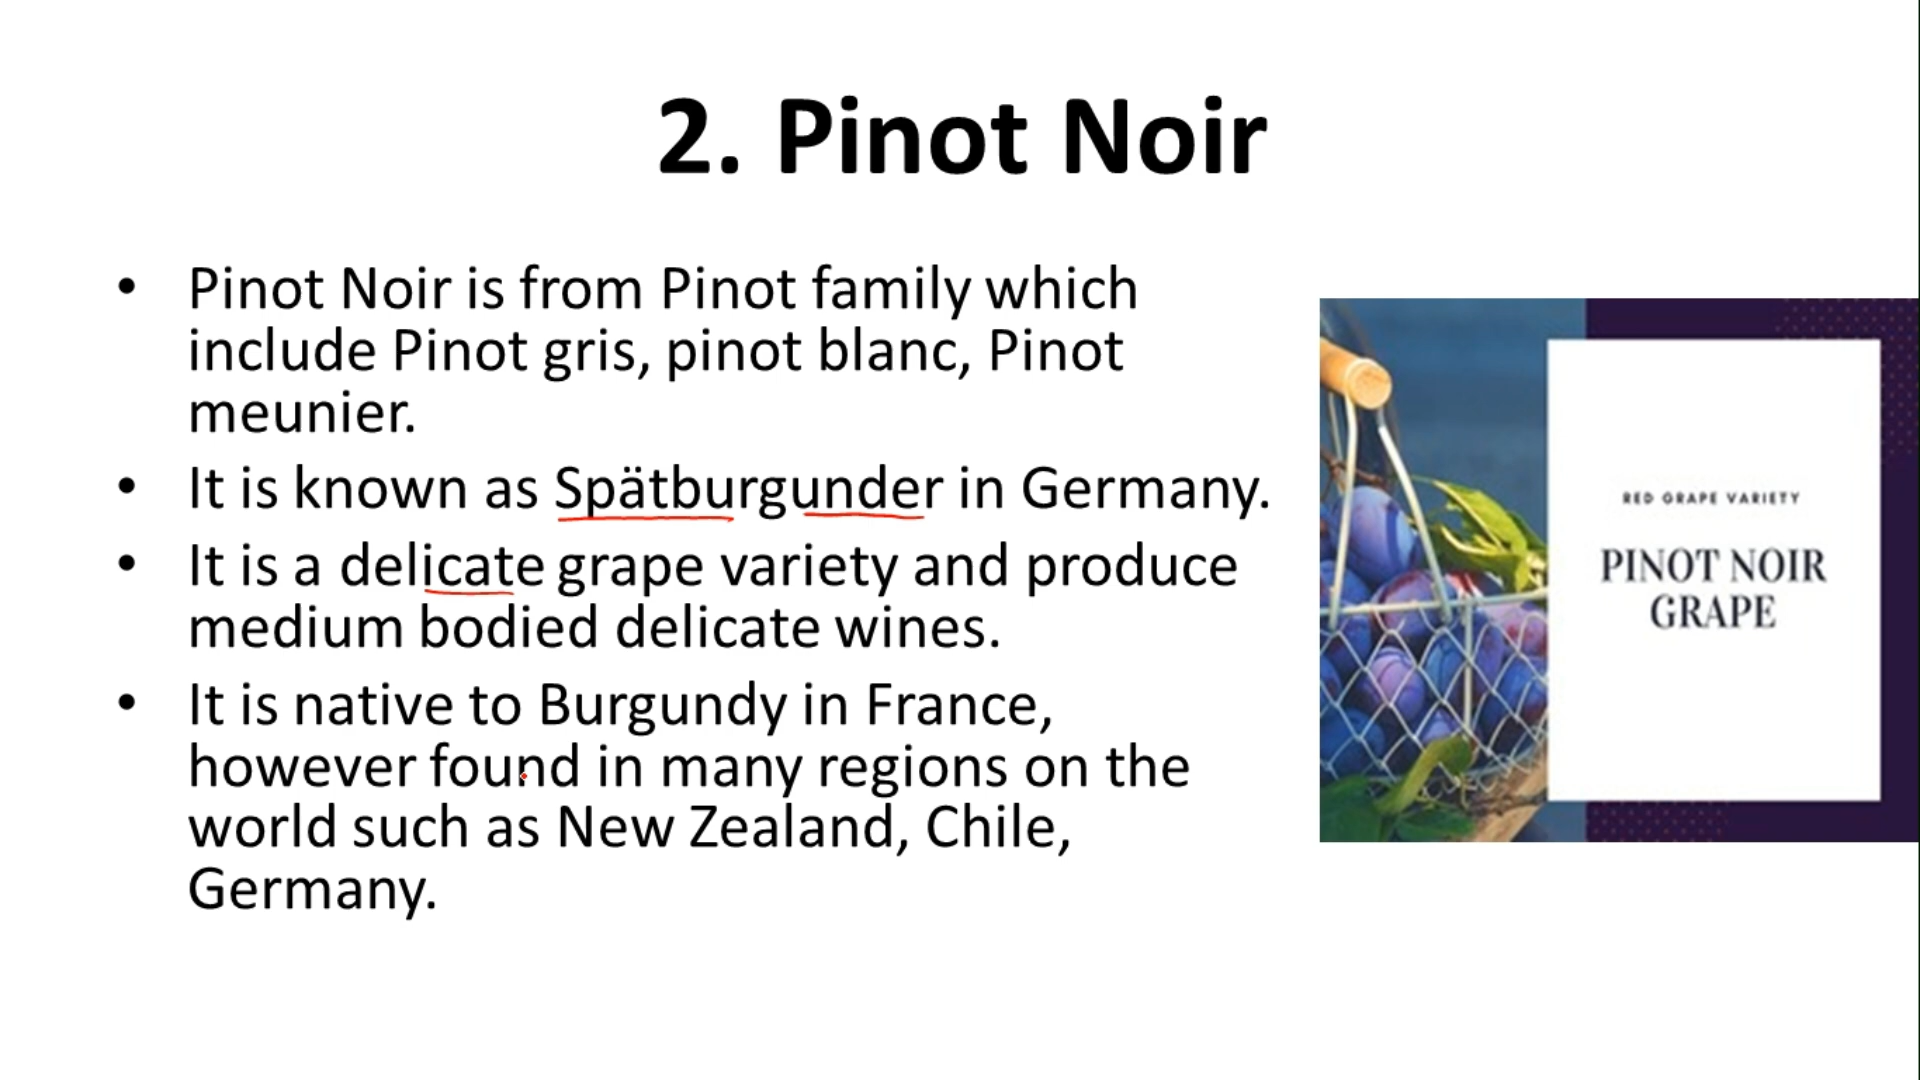 2. Pinot Noir
• Pinot Noir is from Pinot family which
include Pinot gris, pinot blanc, Pinot
meunier.
• It is known as Spätburgunder in Germany.
• It is a delicate grape variety and produce
medium bodied delicate wines.
• It is native to Burgundy in France,
however found in many regions on the
world such as New Zealand, Chile,
Germany.
RED GRAPE VARIETY
PINOT NOIR
GRAPE